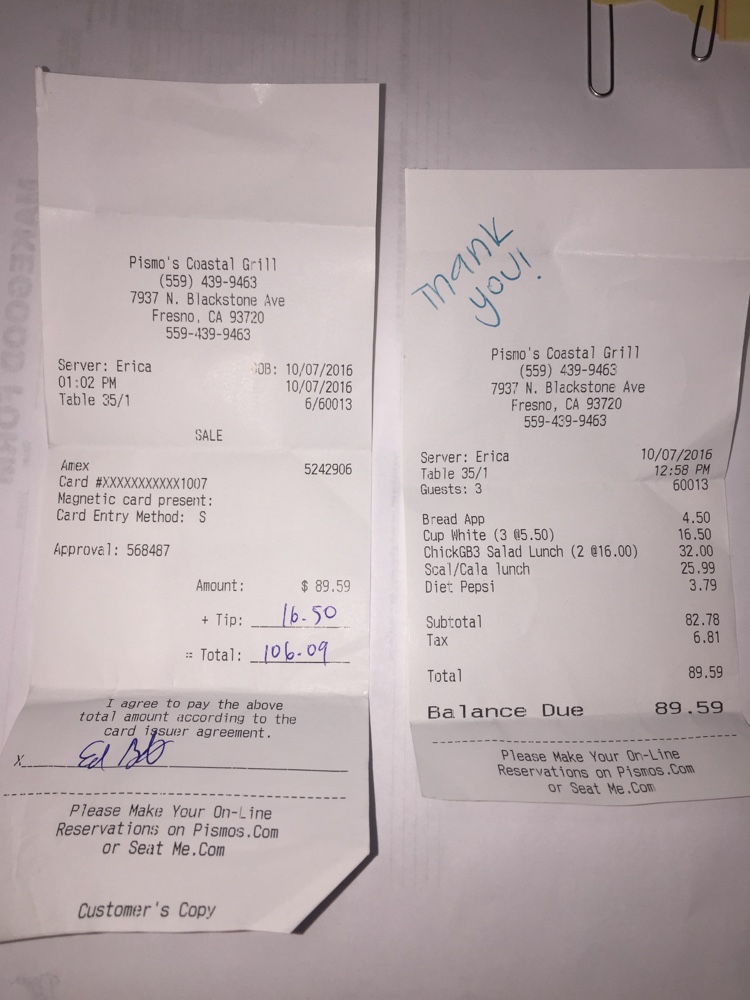 Pismo's Coastal Grill
(559) 439-9463
7937 N. Blackstone Ave
Fresno, CA 93720
559-439-9463
Server: Erica DOB: 10/07/2016
01:02 PM 10/07/2016
Table 35/1 6/60013
SALE
Amex 5242906
Card #XXXXXXXXXXX1007
Magnetic card present:
Card Entry Method: S
Approval: 568487
Amount: $ 89.59
+ Tip: 16.50
= Total: 106.09
I agree to pay the above
total amount according to the
card issuer agreement.
X
Please Make Your On-Line
Reservations on Pismos.Com
or Seat Me.Com
Customer's Copy
Thank
you!
Pismo's Coastal Grill
(559) 439-9463
7937 N. Blackstone Ave
Fresno, CA 93720
559-439-9463
Server: Erica 10/07/2016
Table 35/1 12:58 PM
Guests: 3 60013
Bread App 4.50
Cup White (3 @5.50) 16.50
ChickGB3 Salad Lunch (2 @16.00) 32.00
Scal/Cala lunch 25.99
Diet Pepsi 3.79
Subtotal 82.78
Tax 6.81
Total 89.59
Balance Due 89.59
Please Make Your On-Line
Reservations on Pismos.Com
or Seat Me.Com